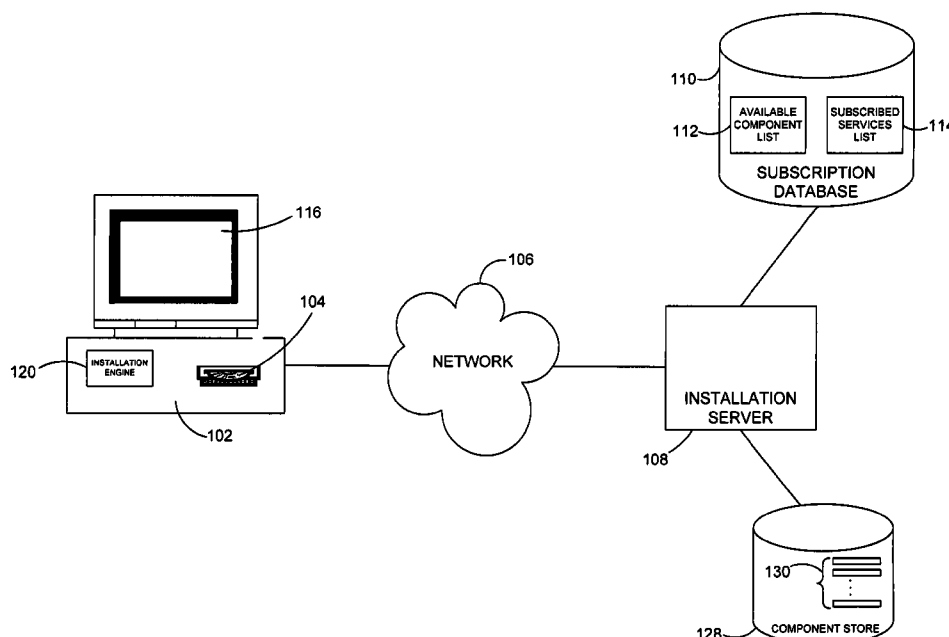 110
AVAILABLE
COMPONENT
LIST
SUBSCRIBED
SERVICES
LIST
112
114
SUBSCRIPTION
DATABASE
116
106
104
NETWORK
120
INSTALLATION
ENGINE
102
INSTALLATION
SERVER
108
130
128
COMPONENT STORE